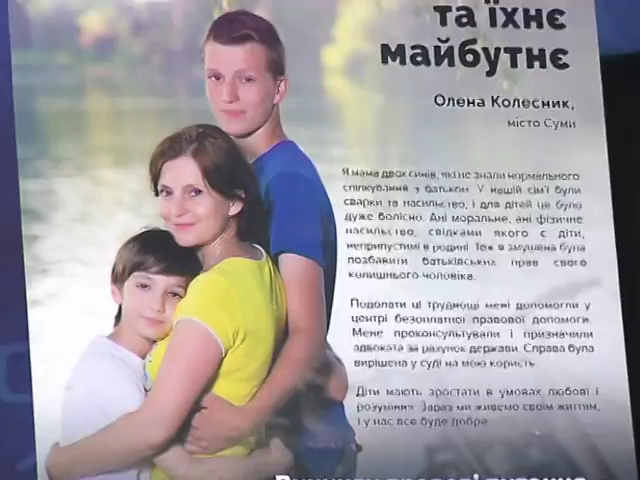 та їхнє
майбутнє
Олена Колесник,
місто Суми
Я мама двох синів, які не знали нормального
спілкування з батьком. У нашій сім'ї були
сварки та насильство, і для дітей це було
дуже болісно. Ані моральне, ані фізичне
насильство, свідками якого є діти,
неприпустимі в родині. Тож я змушена була
позбавити батьківських прав свого
колишнього чоловіка.
Подолати ці труднощі мені допомогли у
центрі безоплатної правової допомоги.
Мене проконсультували і призначили
адвоката за рахунок держави. Справа була
вирішена у суді на мою користь.
Діти мають зростати в умовах любові і
розуміння. Зараз ми живемо своїм життям,
і у нас все буде добре.
правові питання